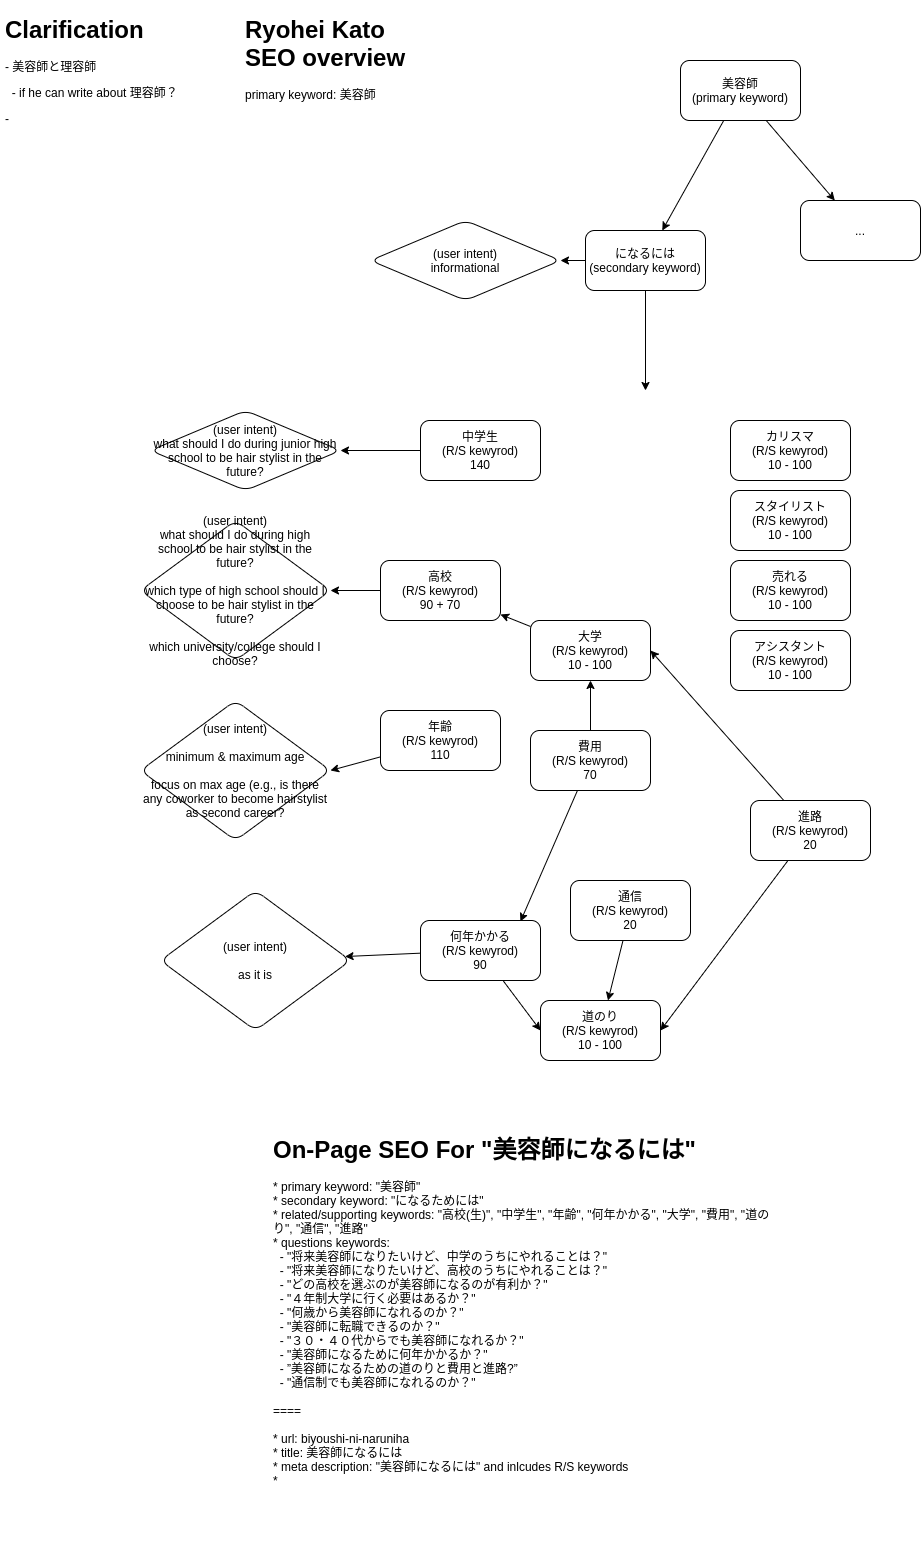 Clarification
- 美容師と理容師
- if he can write about 理容師？
-
Ryohei Kato
SEO overview
primary keyword: 美容師
美容師
(primary keyword)
...
になるには
(secondary keyword)
(user intent)
informational
(user intent)
what should I do during junior high
school to be hair stylist in the
future?
中学生
(R/S kewyrod)
140
カリスマ
(R/S kewyrod)
10 - 100
スタイリスト
(R/S kewyrod)
10 - 100
売れる
(R/S kewyrod)
10 - 100
アシスタント
(R/S kewyrod)
10 - 100
(user intent)
what should I do during high
school to be hair stylist in the
future?
which type of high school should I
choose to be hair stylist in the
future?
which university/college should I
choose?
高校
(R/S kewyrod)
90 + 70
大学
(R/S kewyrod)
10 - 100
(user intent)
minimum & maximum age
focus on max age (e.g., is there
any coworker to become hairstylist
as second career?
年齢
(R/S kewyrod)
110
費用
(R/S kewyrod)
70
進路
(R/S kewyrod)
20
(user intent)
as it is
何年かかる
(R/S kewyrod)
90
通信
(R/S kewyrod)
20
道のり
(R/S kewyrod)
10 - 100
On-Page SEO For "美容師になるには"
* primary keyword: "美容師"
* secondary keyword: "になるためには"
* related/supporting keywords: "高校(生)", "中学生", "年齢", "何年かかる", "大学", "費用", "道の
り", "通信", "進路"
* questions keywords:
- "将来美容師になりたいけど、中学のうちにやれることは？"
- "将来美容師になりたいけど、高校のうちにやれることは？"
- "どの高校を選ぶのが美容師になるのが有利か？"
- "４年制大学に行く必要はあるか？"
- "何歳から美容師になれるのか？"
- "美容師に転職できるのか？"
- "３０・４０代からでも美容師になれるか？"
- "美容師になるために何年かかるか？"
- ”美容師になるための道のりと費用と進路?”
- "通信制でも美容師になれるのか？"
====
* url: biyoushi-ni-naruniha
* title: 美容師になるには
* meta description: "美容師になるには" and inlcudes R/S keywords
*